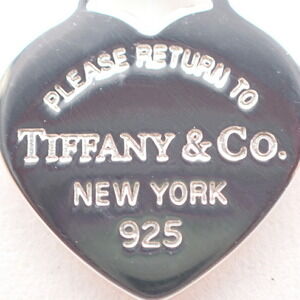 PLEASE RETURN TO
TIFFANY & CO.
NEW YORK
925